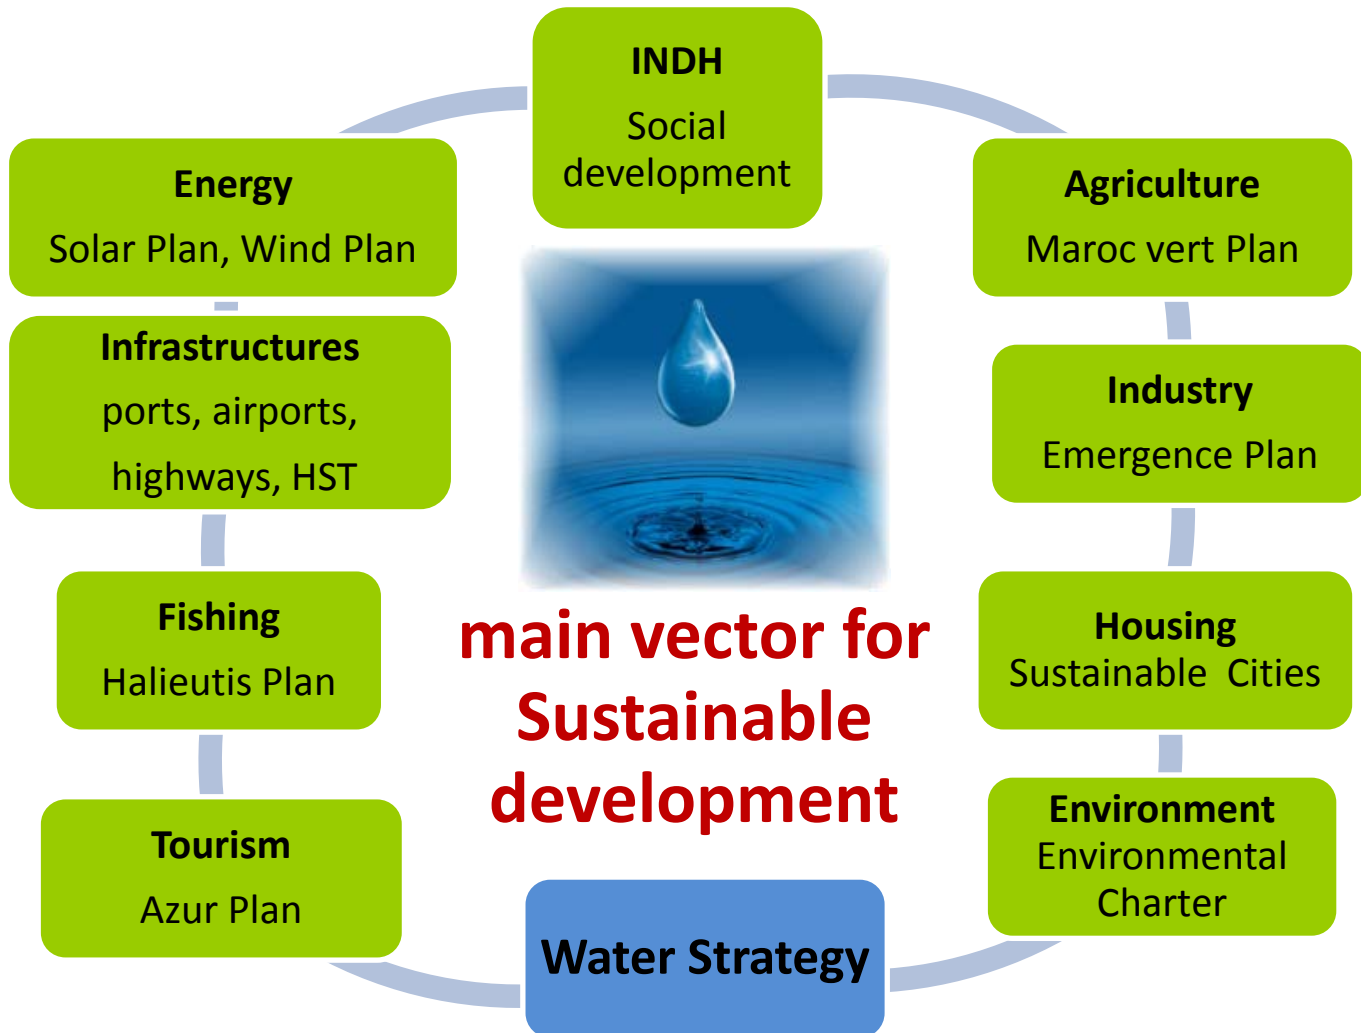 INDH
Social
development
Energy
Solar Plan, Wind Plan
Agriculture
Maroc vert Plan
Infrastructures
ports, airports,
highways, HST
Industry
Emergence Plan
Fishing
Halieutis Plan
Housing
Sustainable Cities
main vector for
Sustainable
development
Tourism
Azur Plan
Environment
Environmental
Charter
Water Strategy